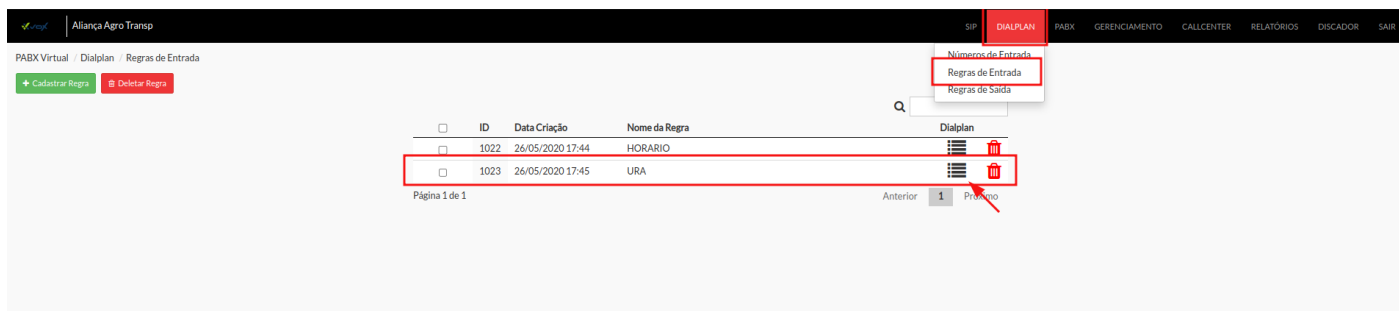 Aliança Agro Transp
SIP DIALPLAN PABX GERENCIAMENTO CALLCENTER RELATÓRIOS DISCADOR SAIR
PABX Virtual / Dialplan / Regras de Entrada
Números de Entrada
Regras de Entrada
Regras de Saída
+ Cadastrar Regra Deletar Regra
ID Data Criação Nome da Regra Dialplan
1022 26/05/2020 17:44 HORARIO
1023 26/05/2020 17:45 URA
Página 1 de 1 Anterior 1 Próximo